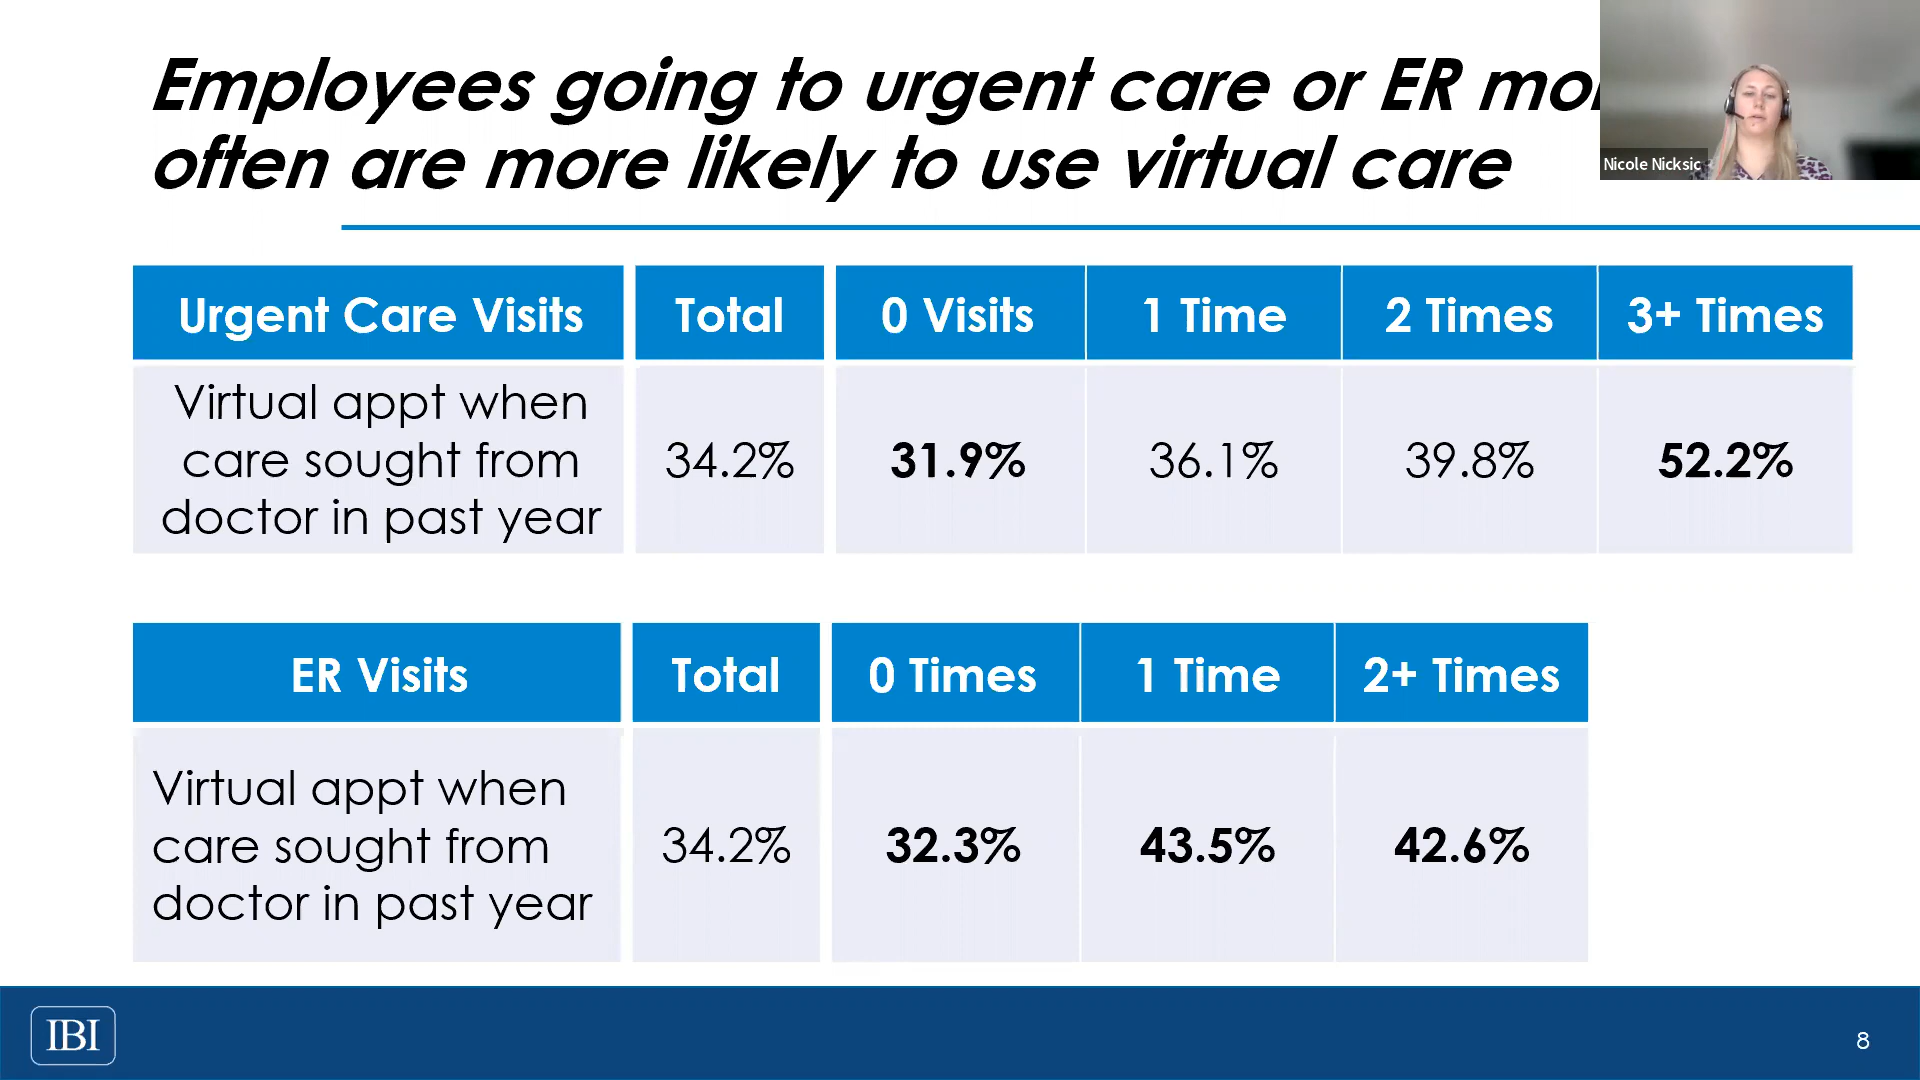 Employees going to urgent care or ER
often are more likely to use virtual care
Nicole Nicksic
Urgent Care Visits Total 0 Visits 1 Time 2 Times 3+ Times
Virtual appt when
care sought from
doctor in past year
34.2% 31.9% 36.1% 39.8% 52.2%
ER Visits Total 0 Times 1 Time 2+ Times
Virtual appt when
care sought from
doctor in past year
34.2% 32.3% 43.5% 42.6%
IBI
8